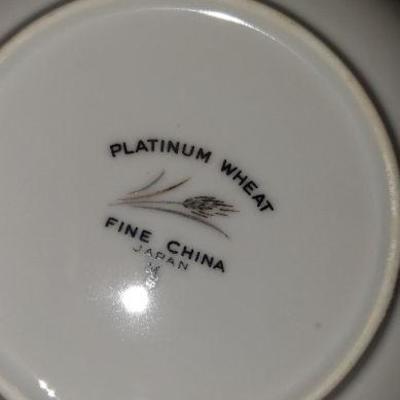 PLATINUM WHEAT
FINE CHINA
JAPAN